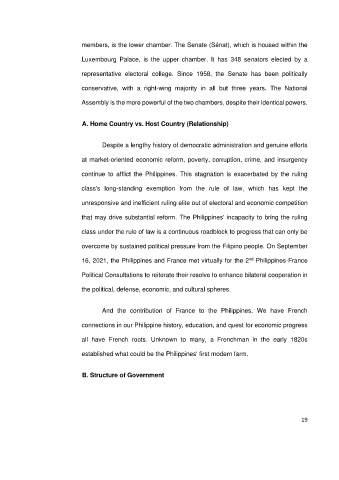 members, is the lower chamber. The Senate (Sénat), which is housed within the
Luxembourg Palace, is the upper chamber. It has 348 senators elected by a
representative electoral college. Since 1958, the Senate has been politically
conservative, with a right-wing majority in all but three years. The National
Assembly is the more powerful of the two chambers, despite their identical powers.
A. Home Country vs. Host Country (Relationship)
Despite a lengthy history of democratic administration and genuine efforts
at market-oriented economic reform, poverty, corruption, crime, and insurgency
continue to afflict the Philippines. This stagnation is exacerbated by the ruling
class's long-standing exemption from the rule of law, which has kept the
unresponsive and inefficient ruling elite out of electoral and economic competition
that may drive substantial reform. The Philippines' incapacity to bring the ruling
class under the rule of law is a continuous roadblock to progress that can only be
overcome by sustained political pressure from the Filipino people. On September
16, 2021, the Philippines and France met virtually for the 2nd Philippines-France
Political Consultations to reiterate their resolve to enhance bilateral cooperation in
the political, defense, economic, and cultural spheres.
And the contribution of France to the Philippines. We have French
connections in our Philippine history, education, and quest for economic progress
all have French roots. Unknown to many, a Frenchman in the early 1820s
established what could be the Philippines' first modern farm.
B. Structure of Government
19